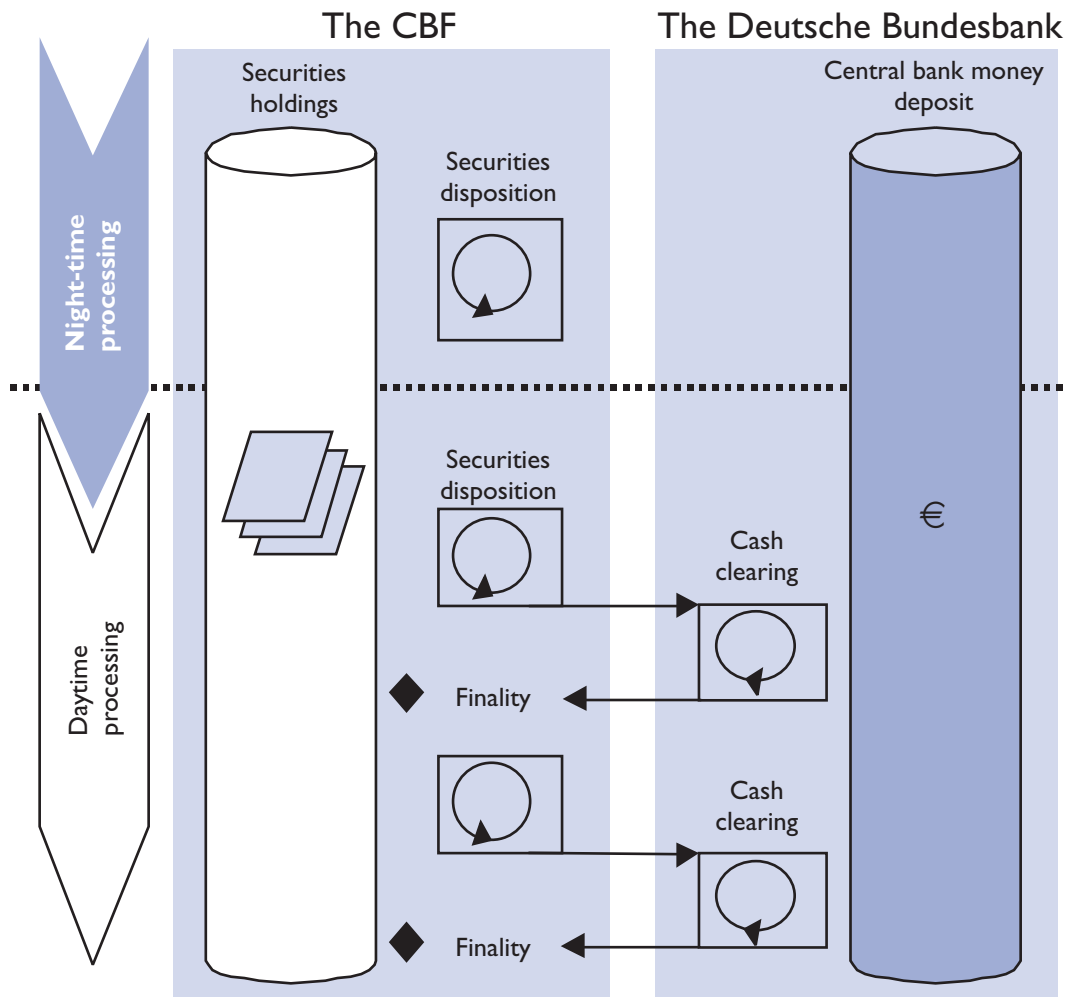 The CBF
The Deutsche Bundesbank
Securities
holdings
Central bank money
deposit
Securities
disposition
Night-time
processing
Securities
disposition
€
Cash
clearing
Daytime
processing
Finality
Cash
clearing
Finality